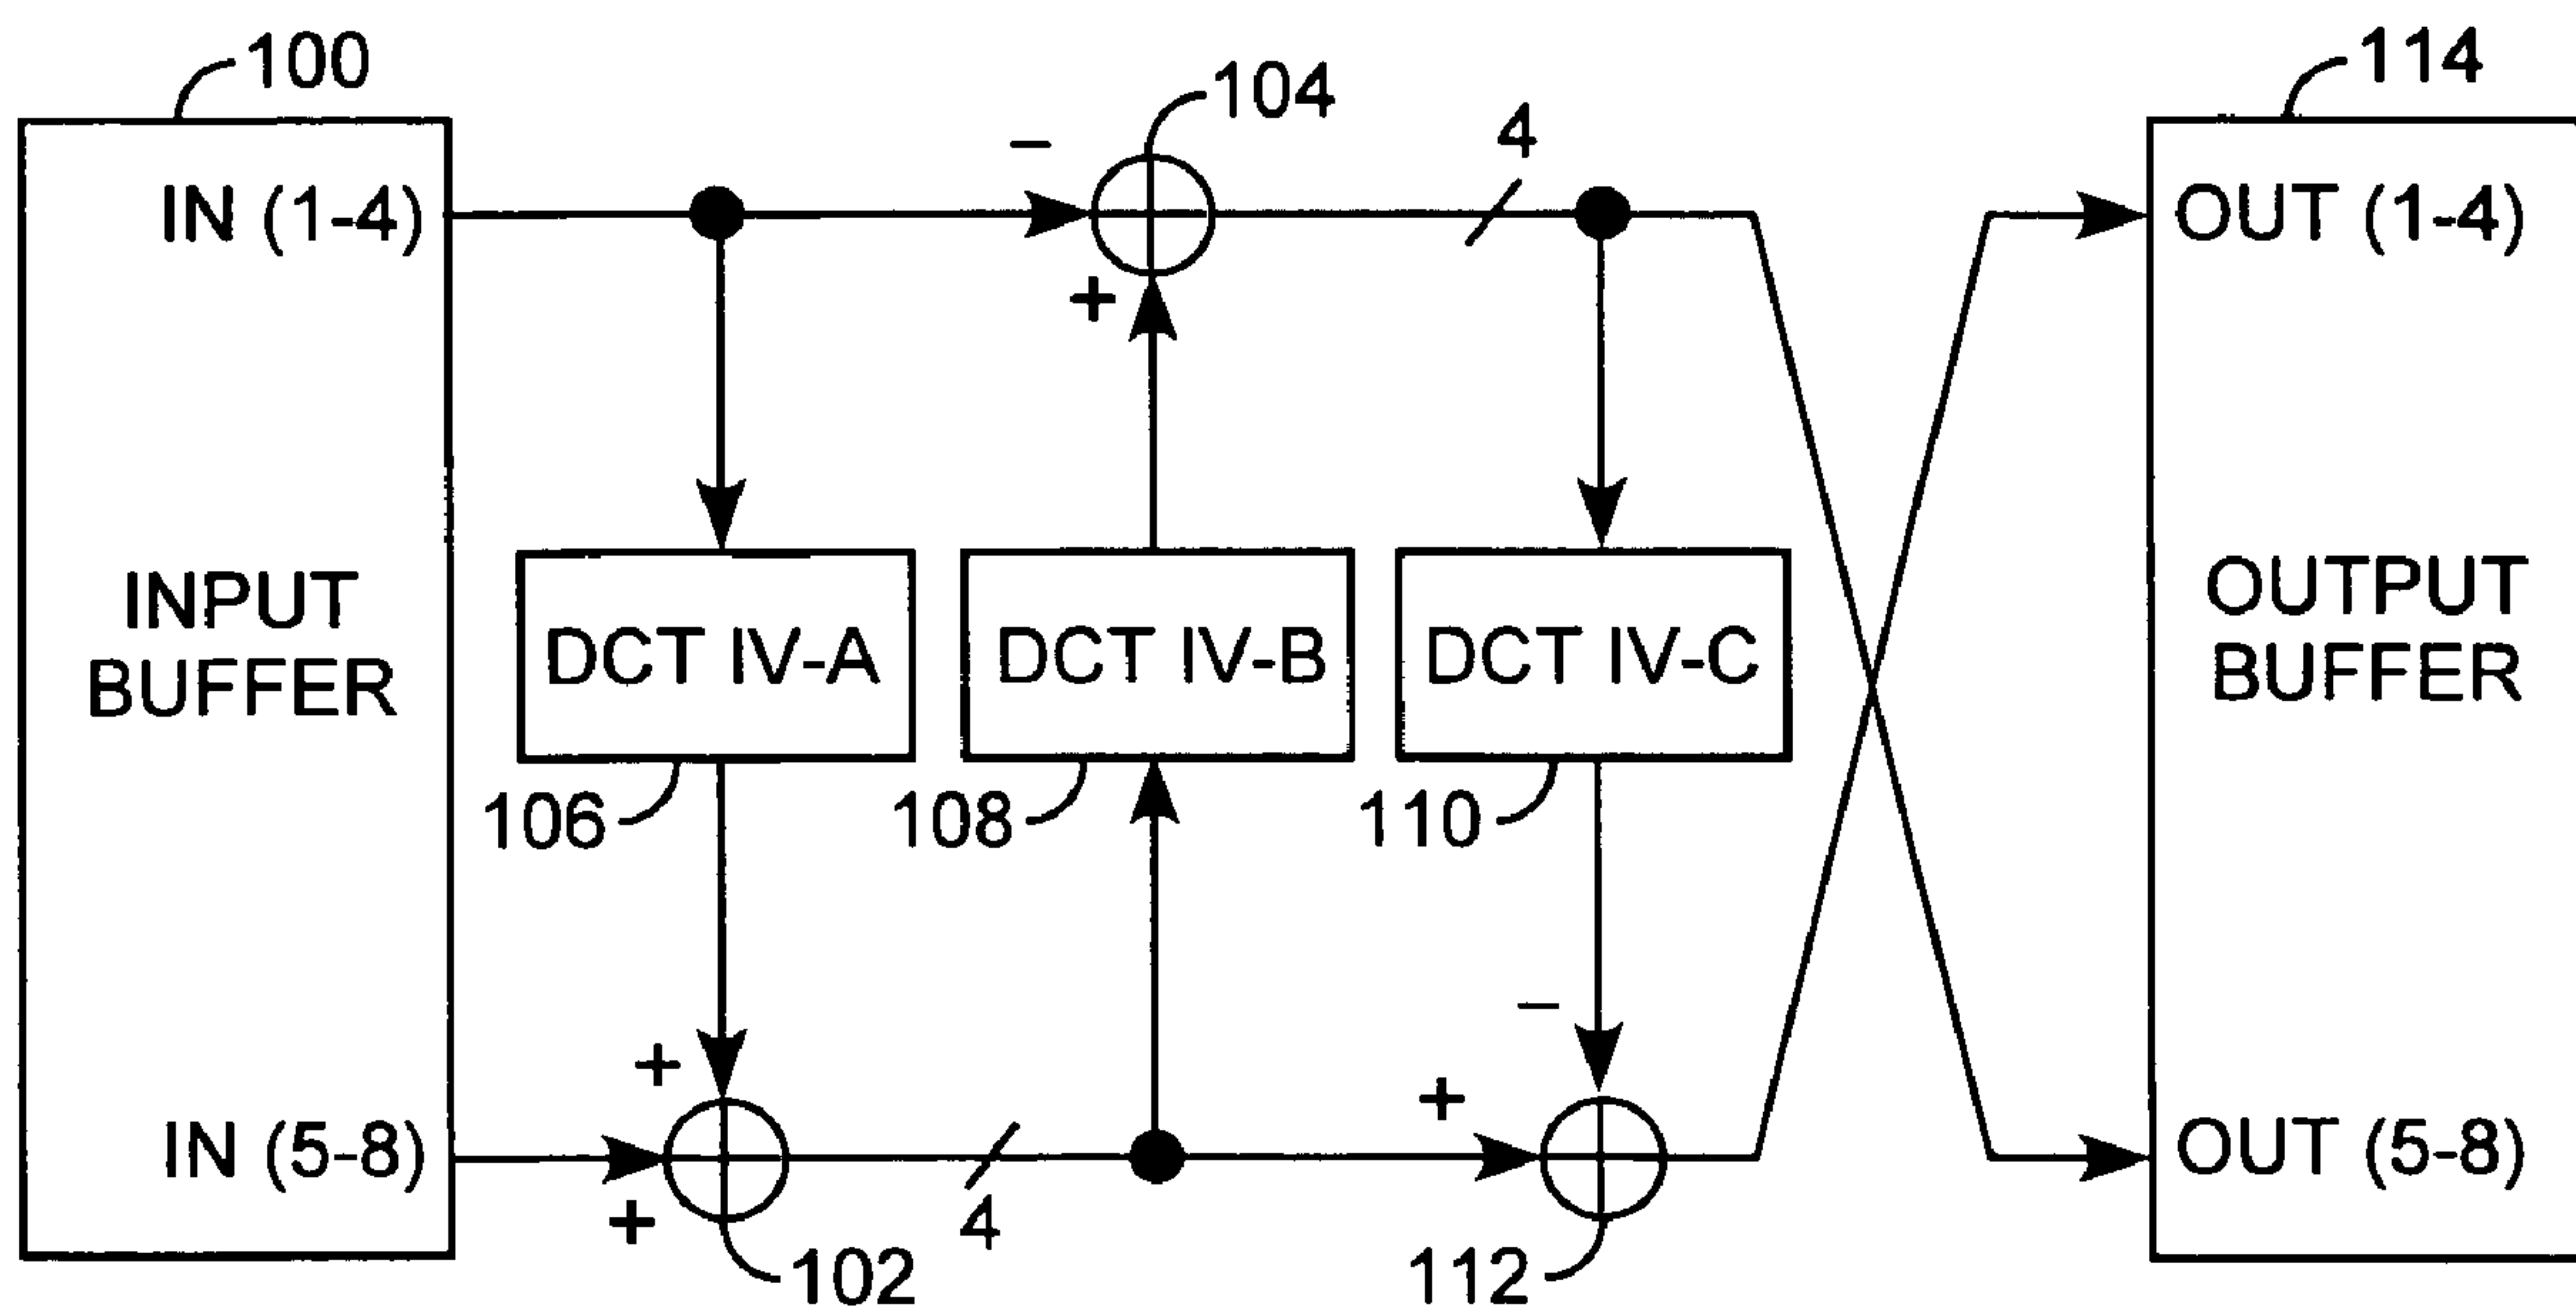 100
104
4
114
IN (1-4)
−
+
OUT (1-4)
INPUT
BUFFER
DCT IV-A
DCT IV-B
DCT IV-C
OUTPUT
BUFFER
106
108
110
−
+
+
IN (5-8)
+
4
OUT (5-8)
102
112